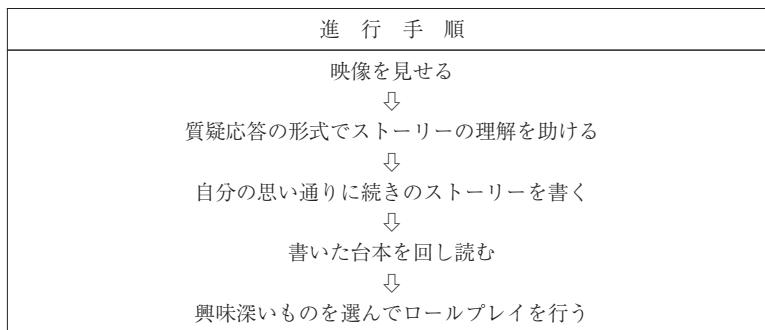 進 行 手 順
映像を見せる
⇩
質疑応答の形式でストーリーの理解を助ける
⇩
自分の思い通りに続きのストーリーを書く
⇩
書いた台本を回し読む
⇩
興味深いものを選んでロールプレイを行う